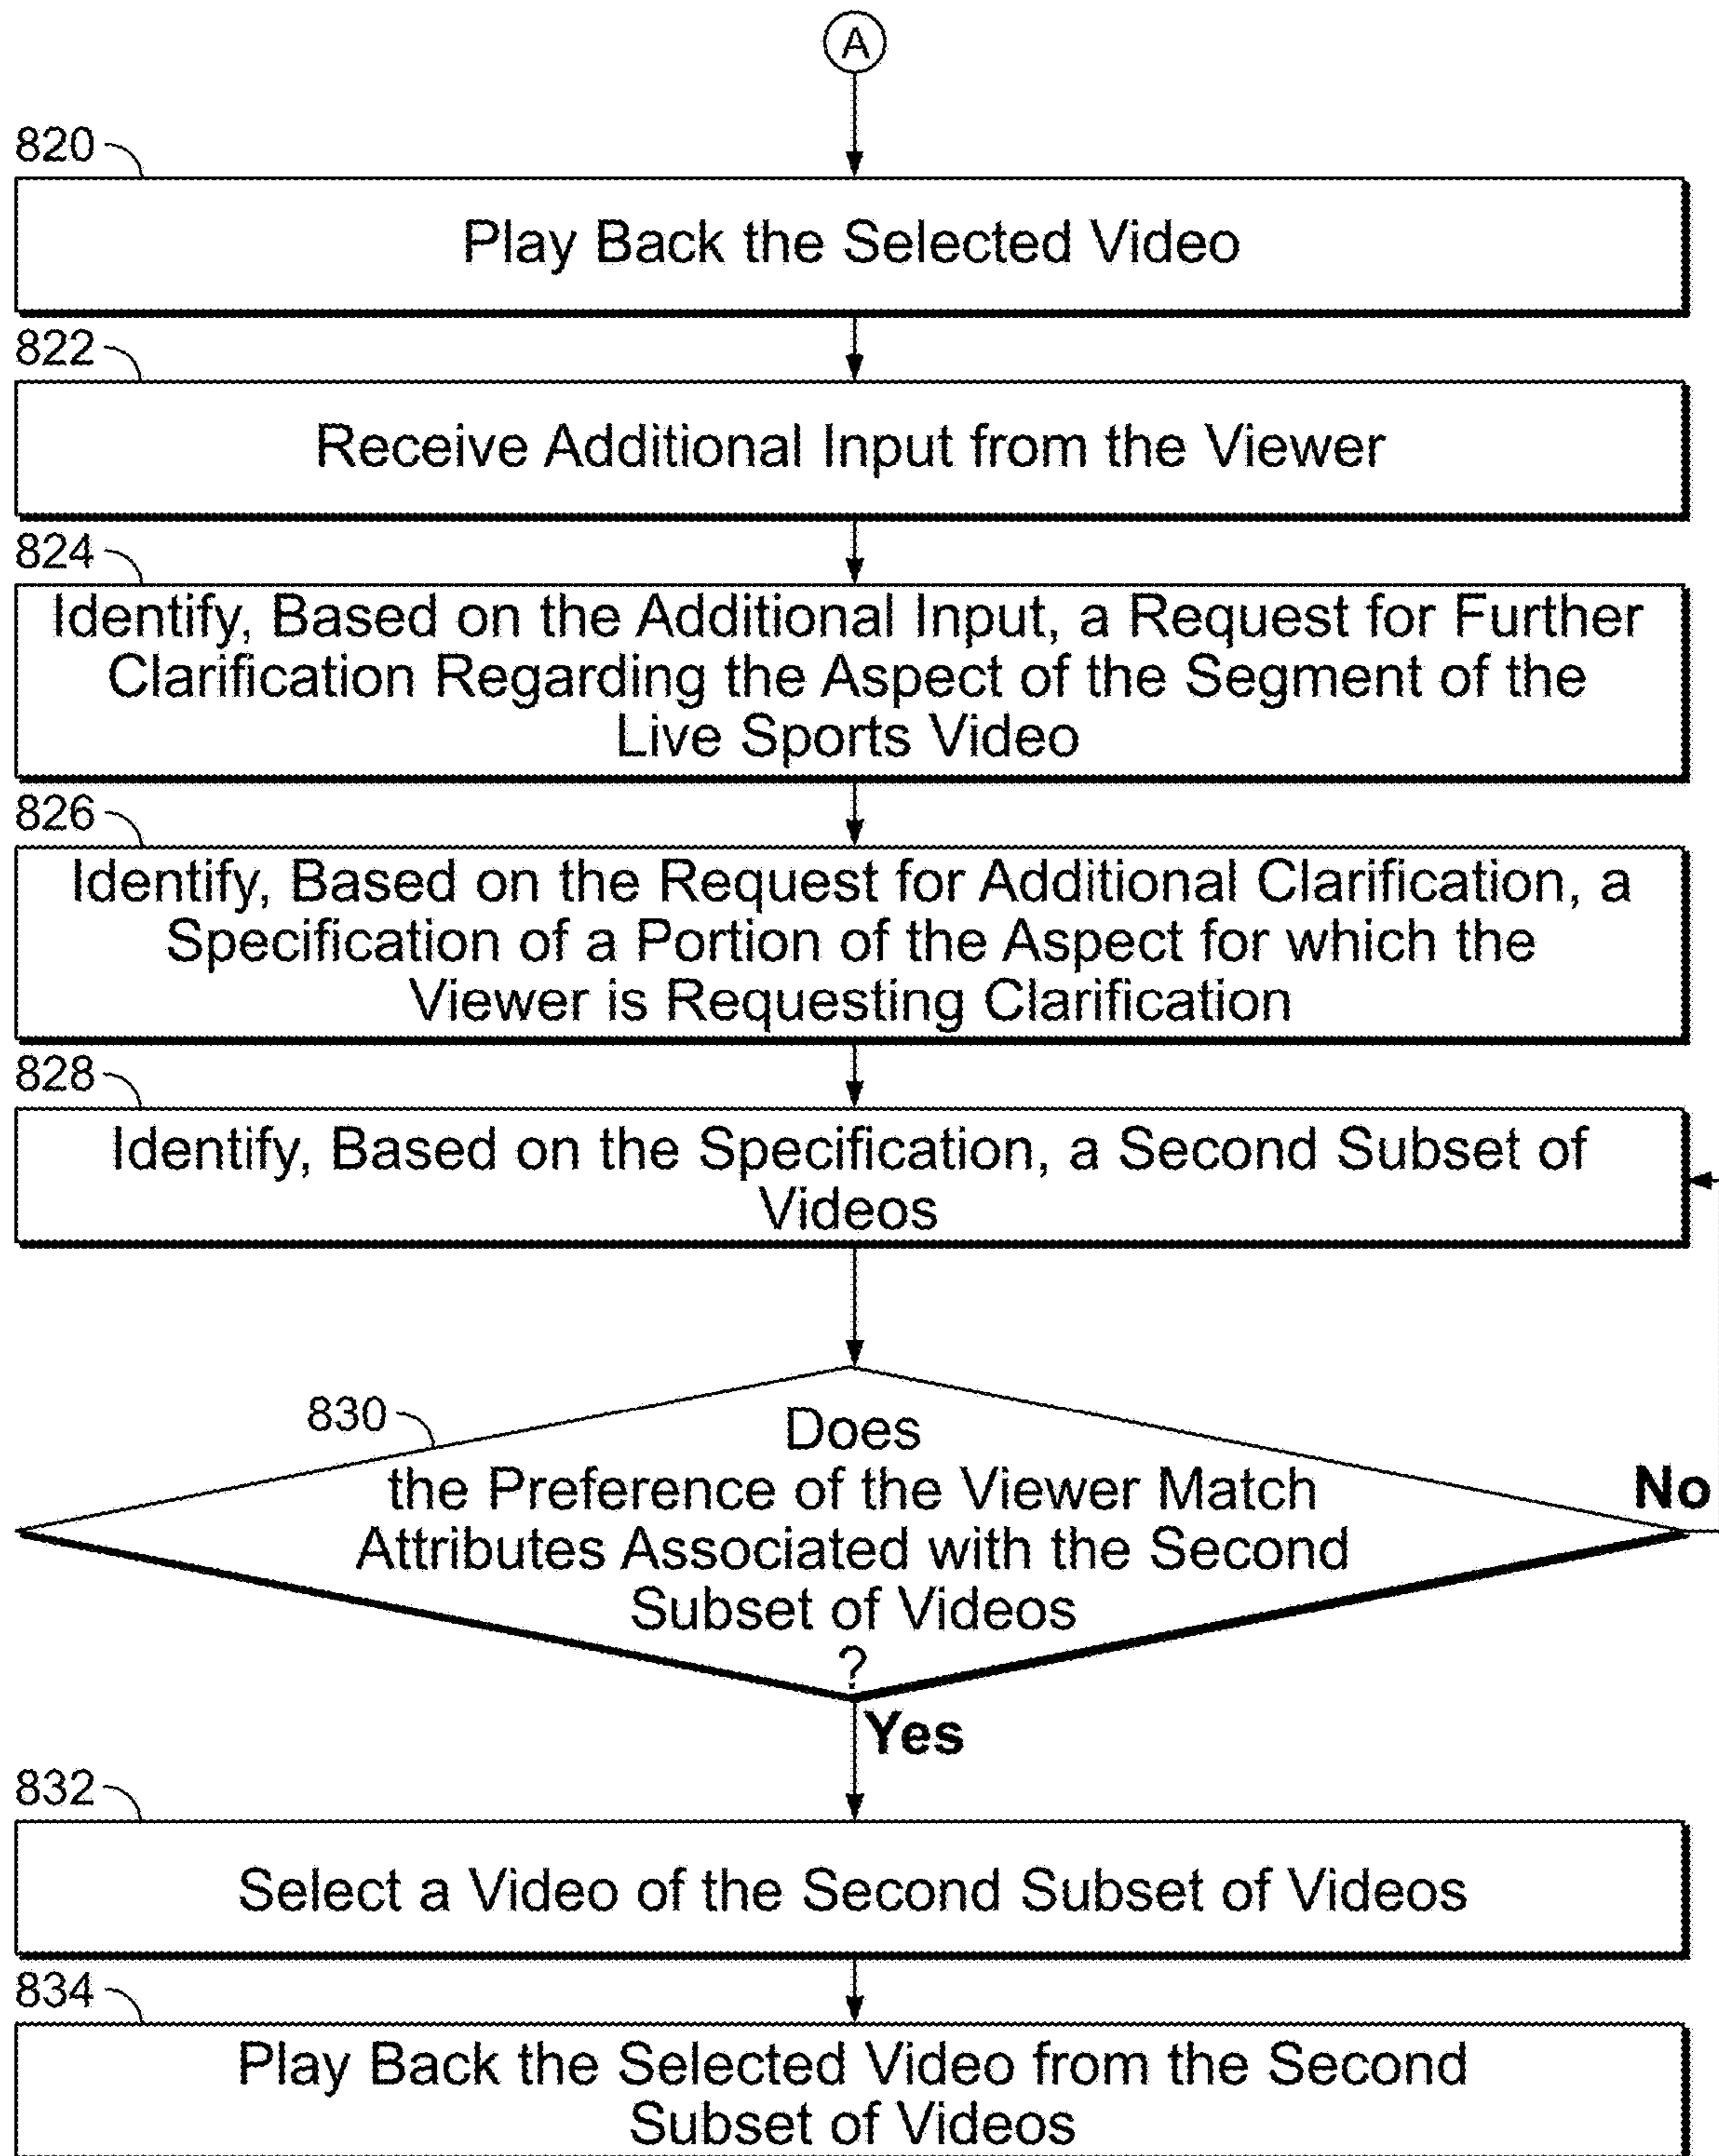 A
820
Play Back the Selected Video
822
Receive Additional Input from the Viewer
824
Identify, Based on the Additional Input, a Request for Further
Clarification Regarding the Aspect of the Segment of the
Live Sports Video
826
Identify, Based on the Request for Additional Clarification, a
Specification of a Portion of the Aspect for which the
Viewer is Requesting Clarification
828
Identify, Based on the Specification, a Second Subset of
Videos
830
Does
the Preference of the Viewer Match
Attributes Associated with the Second
Subset of Videos
?
No
Yes
832
Select a Video of the Second Subset of Videos
834
Play Back the Selected Video from the Second
Subset of Videos